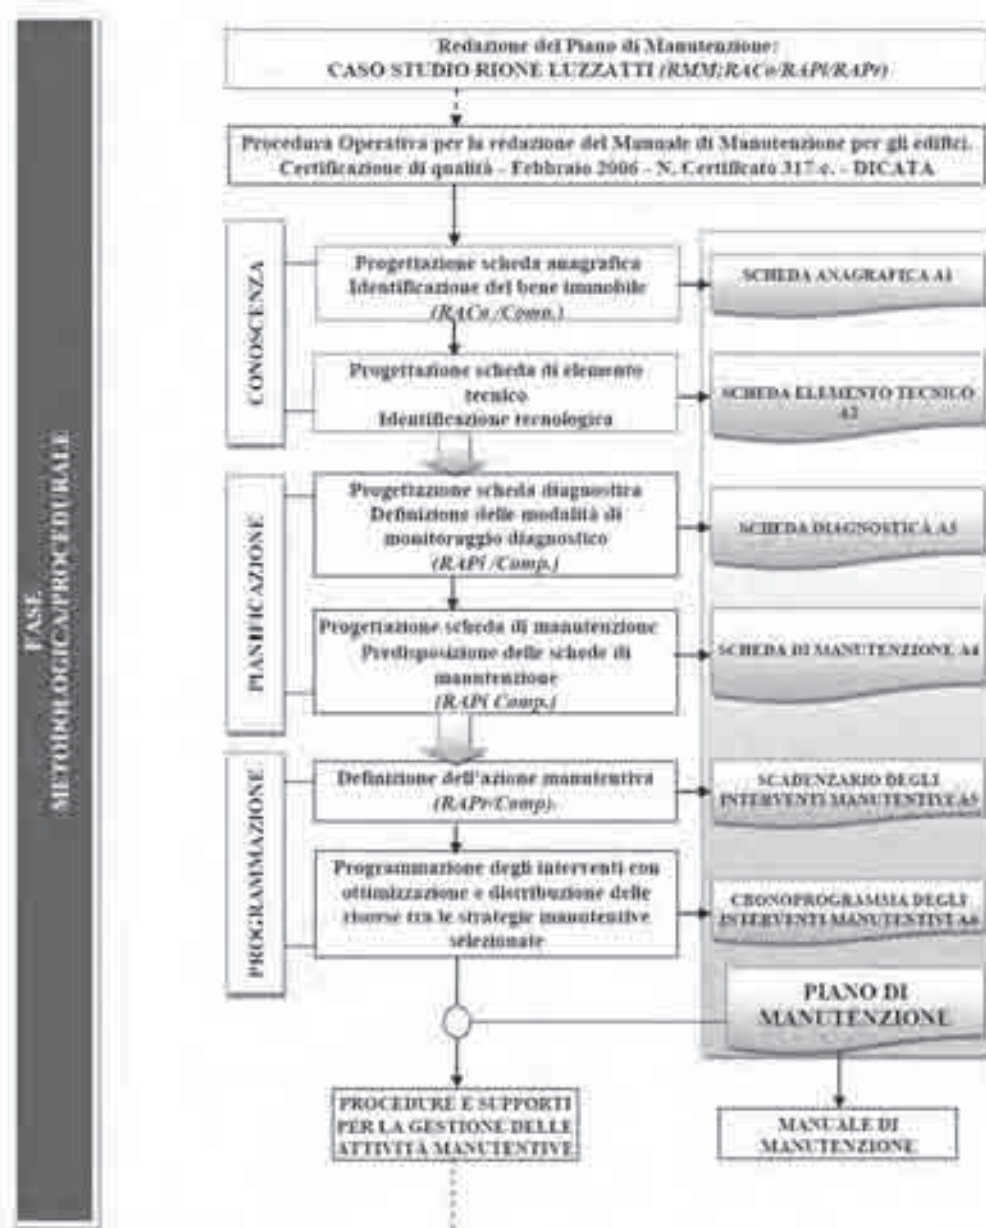 Redazione del Piano di Manutenzione:
CASO STUDIO RIONE LUZZATTI (RMM;RACo/RAPi/RAPr)
Procedura Operativa per la redazione del Manuale di Manutenzione per gli edifici.
Certificazione di qualità - Febbraio 2006 - N. Certificato 317 e. - DICATA
FASE
METODOLOGICA/PROCEDURALE
CONOSCENZA
Progettazione scheda anagrafica
Identificazione del bene immobile
(RACo /Comp.)
SCHEDA ANAGRAFICA A1
Progettazione scheda di elemento
tecnico
Identificazione tecnologica
SCHEDA ELEMENTO TECNICO
A2
PIANIFICAZIONE
Progettazione scheda diagnostica
Definizione delle modalità di
monitoraggio diagnostico
(RAPi /Comp.)
SCHEDA DIAGNOSTICA A3
Progettazione scheda di manutenzione
Predisposizione delle schede di
manutenzione
(RAPi Comp.)
SCHEDA DI MANUTENZIONE A4
PROGRAMMAZIONE
Definizione dell'azione manutentiva
(RAPr/Comp).
SCADENZARIO DEGLI
INTERVENTI MANUTENTIVI A5
Programmazione degli interventi con
ottimizzazione e distribuzione delle
risorse tra le strategie manutentive
selezionate
CRONOPROGRAMMA DEGLI
INTERVENTI MANUTENTIVI A6
PIANO DI
MANUTENZIONE
PROCEDURE E SUPPORTI
PER LA GESTIONE DELLE
ATTIVITÀ MANUTENTIVE
MANUALE DI
MANUTENZIONE